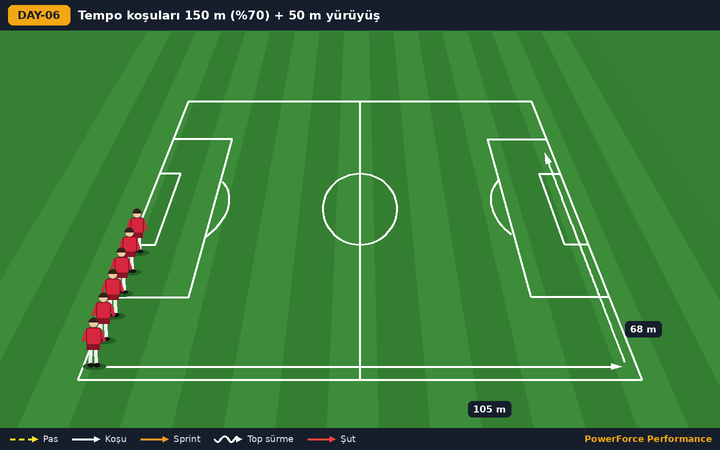 DAY-06 Tempo koşuları 150 m (%70) + 50 m yürüyüş
68 m
105 m
Pas Koşu Sprint Top sürme Şut PowerForce Performance